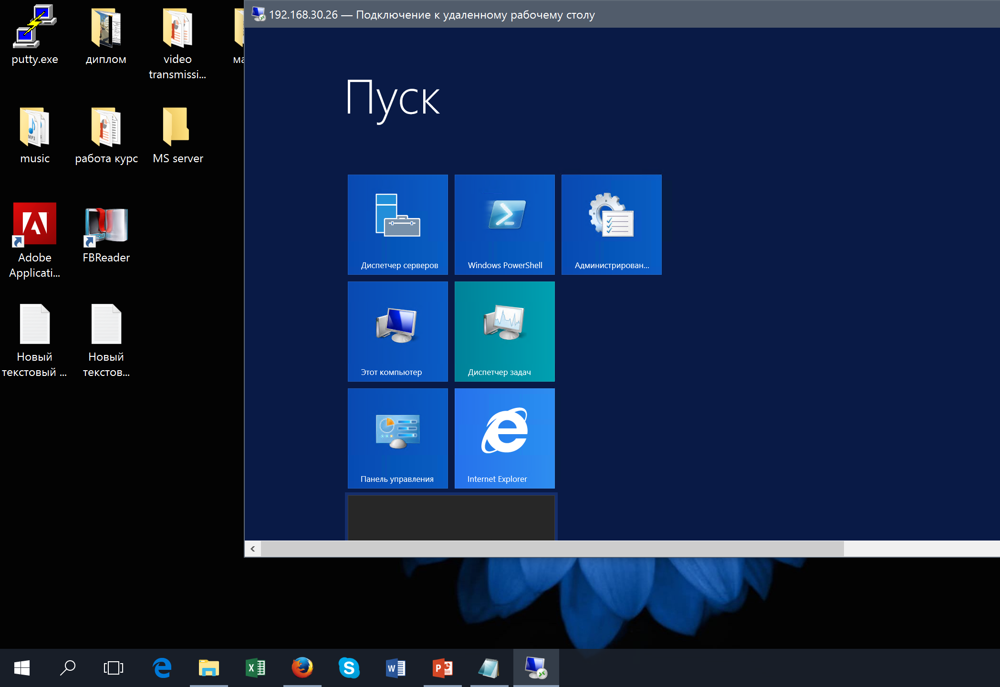 192.168.30.26 — Подключение к удаленному рабочему столу
putty.exe
диплом
video
transmissi...
music
работа курс
MS server
Adobe
Applicati...
FBReader
Новый
текстовый ...
Новый
текстов...
Пуск
Диспетчер серверов
Windows PowerShell
Администрирован...
Этот компьютер
Диспетчер задач
Панель управления
Internet Explorer